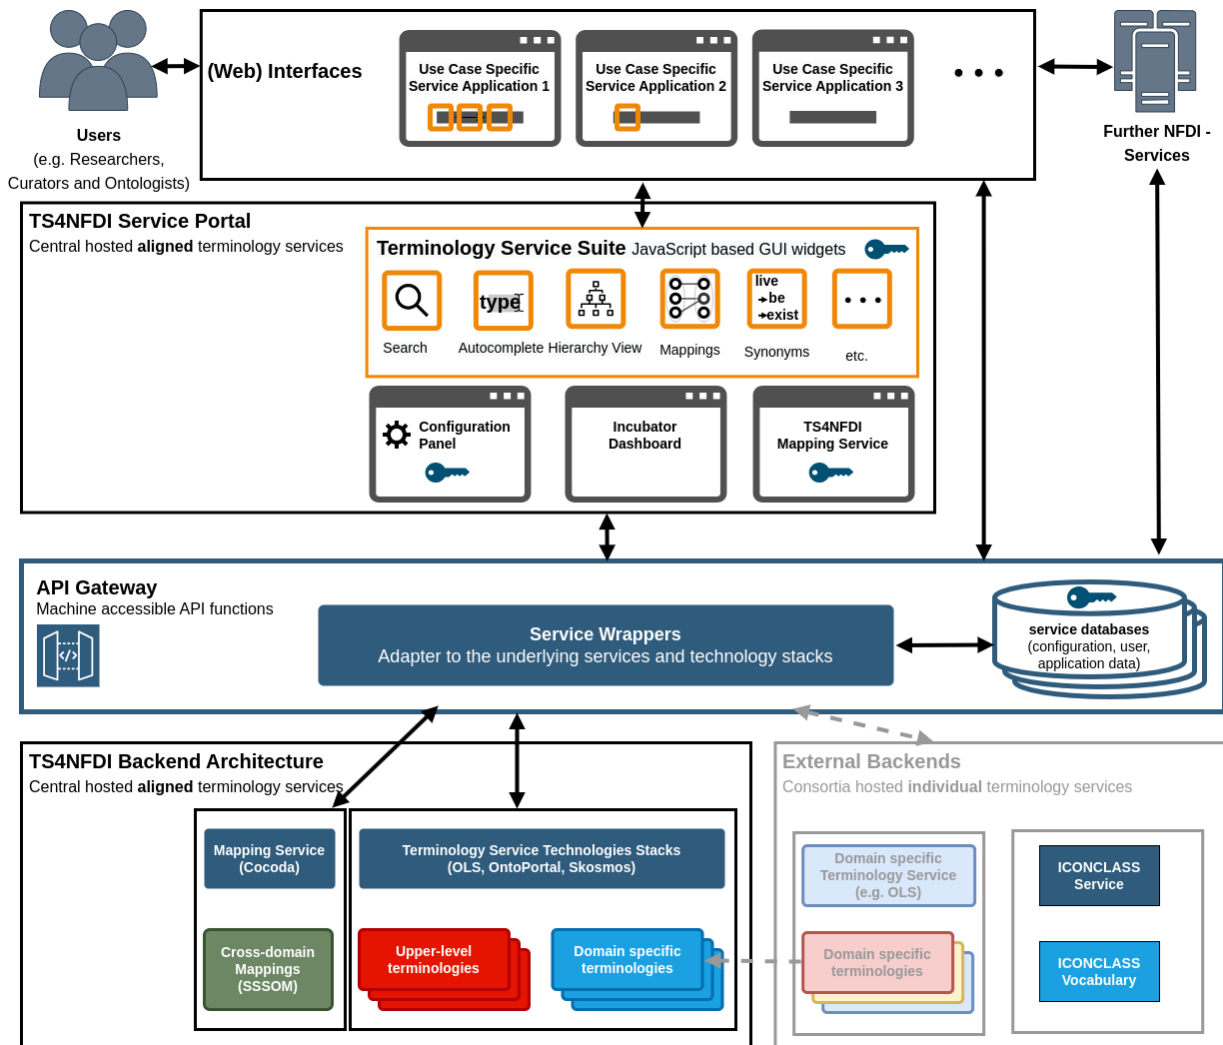 (Web) Interfaces
Use Case Specific
Service Application 1
Use Case Specific
Service Application 2
Use Case Specific
Service Application 3
• • •
Users
(e.g. Researchers,
Curators and Ontologists)
Further NFDI -
Services
TS4NFDI Service Portal
Central hosted aligned terminology services
Terminology Service Suite JavaScript based GUI widgets
type
live
be
exist
• • •
Search
Autocomplete
Hierarchy View
Mappings
Synonyms
etc.
Configuration
Panel
Incubator
Dashboard
TS4NFDI
Mapping Service
API Gateway
Machine accessible API functions
</>
Service Wrappers
Adapter to the underlying services and technology stacks
service databases
(configuration, user,
application data)
TS4NFDI Backend Architecture
Central hosted aligned terminology services
Mapping Service
(Cocoda)
Terminology Service Technologies Stacks
(OLS, OntoPortal, Skosmos)
Cross-domain
Mappings
(SSSOM)
Upper-level
terminologies
Domain specific
terminologies
External Backends
Consortia hosted individual terminology services
Domain specific
Terminology Service
(e.g. OLS)
Domain specific
terminologies
ICONCLASS
Service
ICONCLASS
Vocabulary